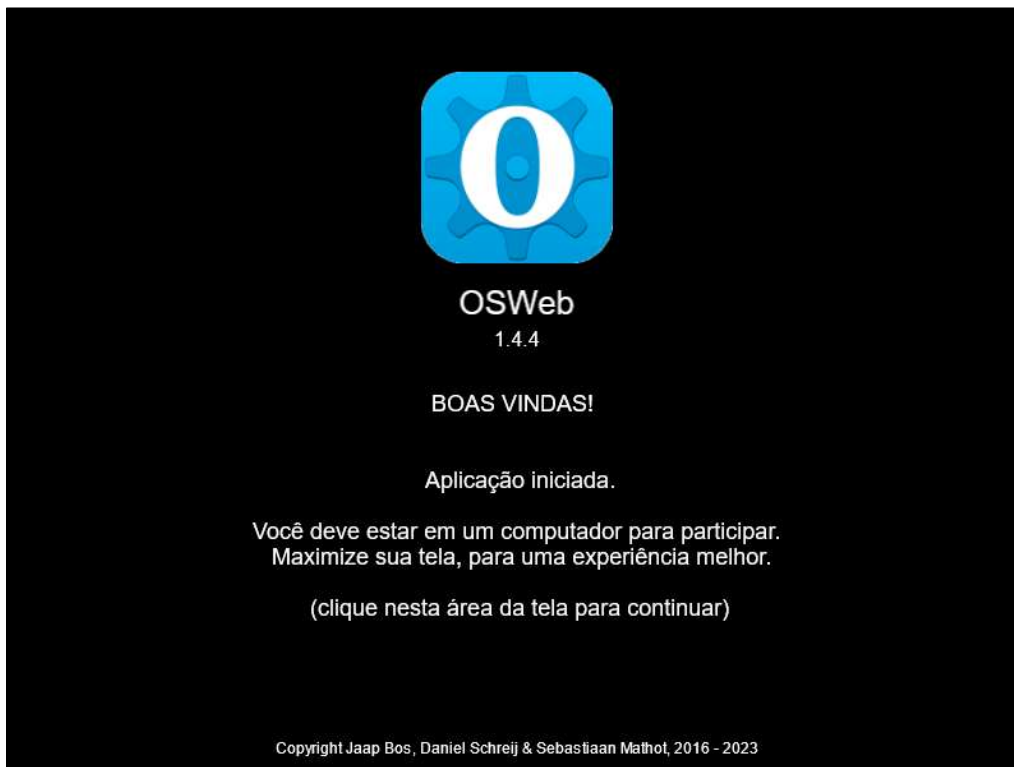 O
OSWeb
1.4.4
BOAS VINDAS!
Aplicação iniciada.
Você deve estar em um computador para participar.
Maximize sua tela, para uma experiência melhor.
(clique nesta área da tela para continuar)
Copyright Jaap Bos, Daniel Schreij & Sebastiaan Mathot, 2016 - 2023